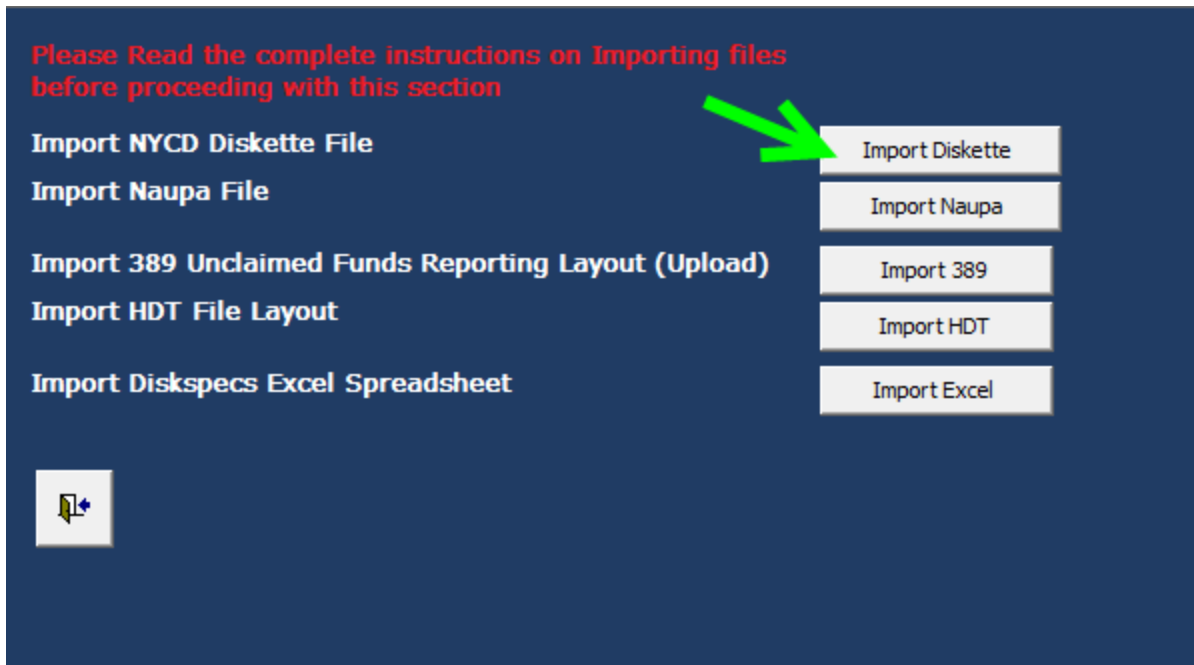 Please Read the complete instructions on Importing files
before proceeding with this section
Import NYCD Diskette File
Import Diskette
Import Naupa File
Import Naupa
Import 389 Unclaimed Funds Reporting Layout (Upload)
Import 389
Import HDT File Layout
Import HDT
Import Diskspecs Excel Spreadsheet
Import Excel